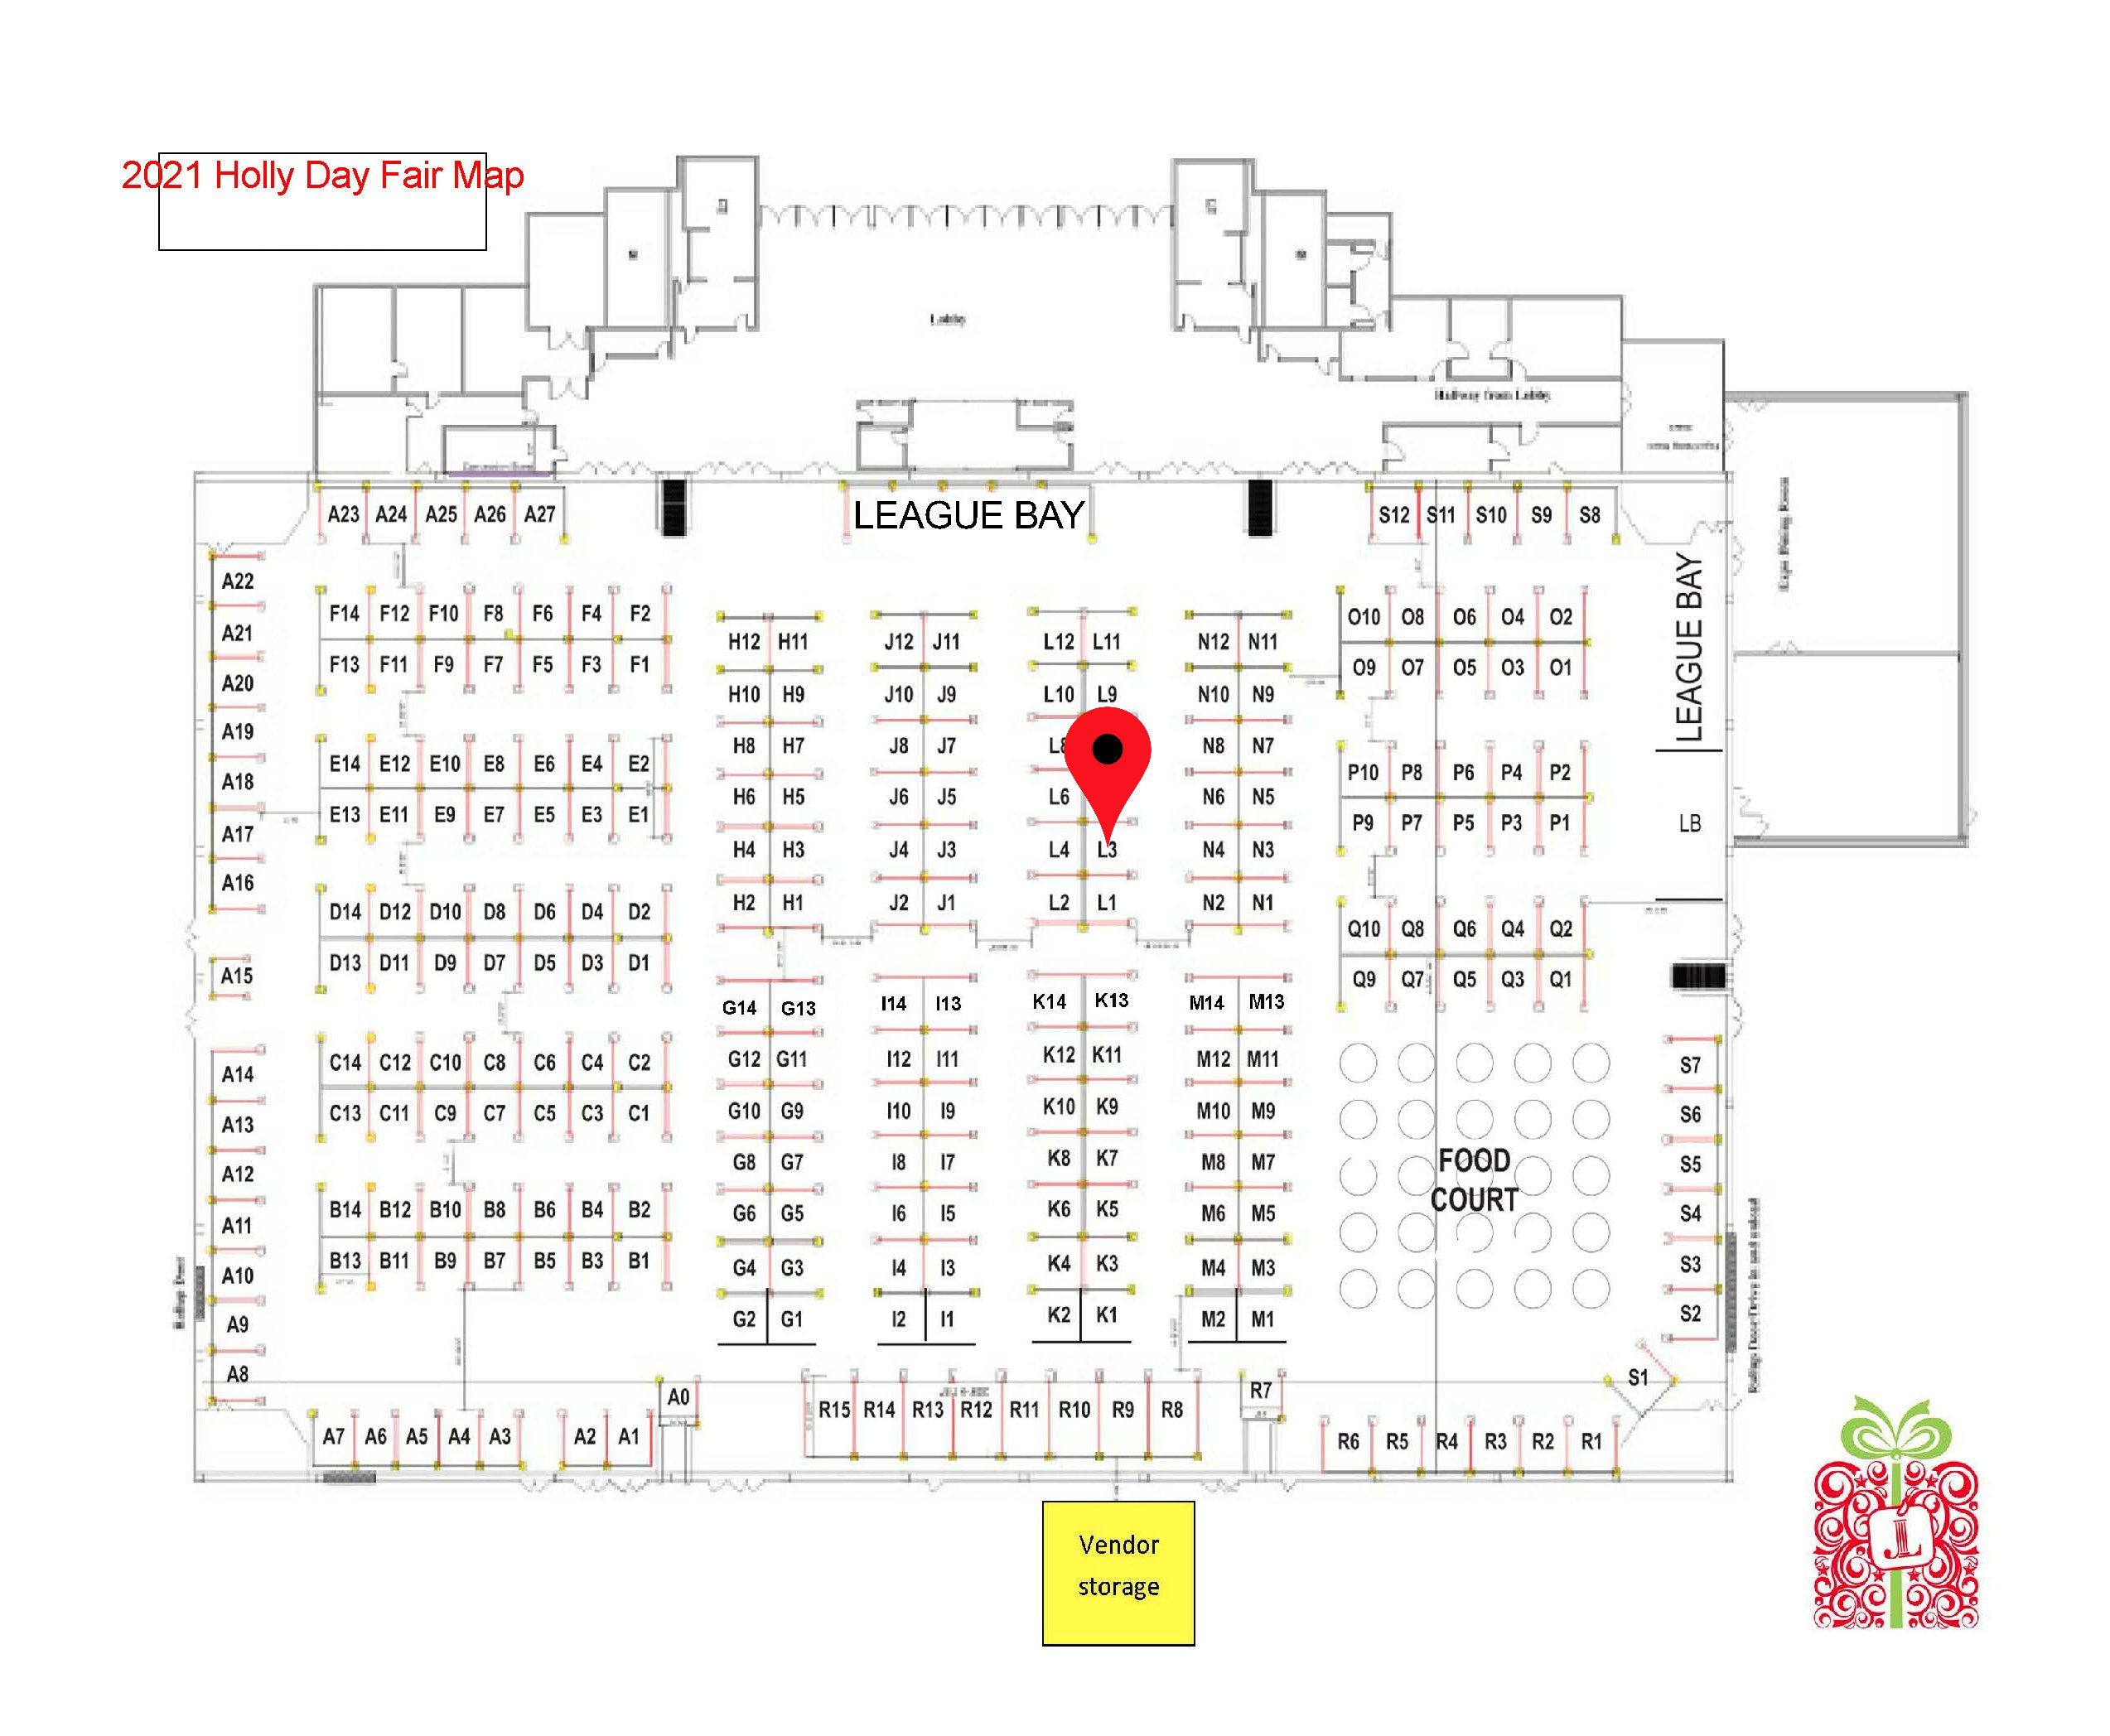 2021 Holly Day Fair Map
Lobby
Hallway from Lobby
LEAGUE BAY
A23 A24 A25 A26 A27
S12 S11 S10 S9 S8
A22
A21
A20
A19
A18
A17
A16
A15
A14
A13
A12
A11
A10
A9
A8
F14 F12 F10 F8 F6 F4 F2
F13 F11 F9 F7 F5 F3 F1
E14 E12 E10 E8 E6 E4 E2
E13 E11 E9 E7 E5 E3 E1
D14 D12 D10 D8 D6 D4 D2
D13 D11 D9 D7 D5 D3 D1
C14 C12 C10 C8 C6 C4 C2
C13 C11 C9 C7 C5 C3 C1
B14 B12 B10 B8 B6 B4 B2
B13 B11 B9 B7 B5 B3 B1
H12 H11 J12 J11 L12 L11 N12 N11
H10 H9 J10 J9 L10 L9 N10 N9
H8 H7 J8 J7 N8 N7
H6 H5 J6 J5 L6 N6 N5
H4 H3 J4 J3 L4 L3 N4 N3
H2 H1 J2 J1 L2 L1 N2 N1
G14 G13 I14 I13 K14 K13 M14 M13
G12 G11 I12 I11 K12 K11 M12 M11
G10 G9 I10 I9 K10 K9 M10 M9
G8 G7 I8 I7 K8 K7 M8 M7
G6 G5 I6 I5 K6 K5 M6 M5
G4 G3 I4 I3 K4 K3 M4 M3
G2 G1 I2 I1 K2 K1 M2 M1
O10 O8 O6 O4 O2
O9 O7 O5 O3 O1
P10 P8 P6 P4 P2
P9 P7 P5 P3 P1
Q10 Q8 Q6 Q4 Q2
Q9 Q7 Q5 Q3 Q1
LEAGUE BAY
LB
FOOD
COURT
S7
S6
S5
S4
S3
S2
S1
A7 A6 A5 A4 A3 A2 A1
A0
R15 R14 R13 R12 R11 R10 R9 R8
R7
R6 R5 R4 R3 R2 R1
Vendor
storage
JL